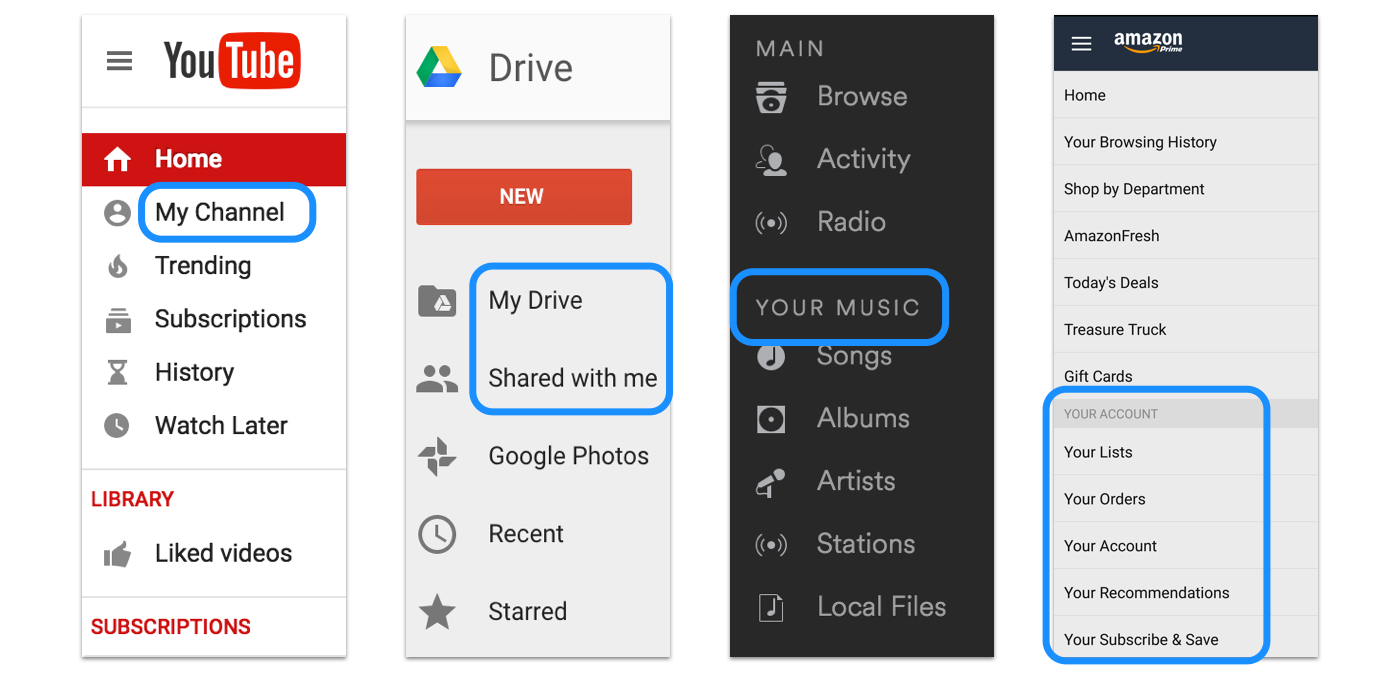 YouTube
Home
My Channel
Trending
Subscriptions
History
Watch Later
LIBRARY
Liked videos
SUBSCRIPTIONS
Drive
NEW
My Drive
Shared with me
Google Photos
Recent
Starred
MAIN
Browse
Activity
Radio
YOUR MUSIC
Songs
Albums
Artists
Stations
Local Files
amazon
Prime
Home
Your Browsing History
Shop by Department
AmazonFresh
Today's Deals
Treasure Truck
Gift Cards
YOUR ACCOUNT
Your Lists
Your Orders
Your Account
Your Recommendations
Your Subscribe & Save